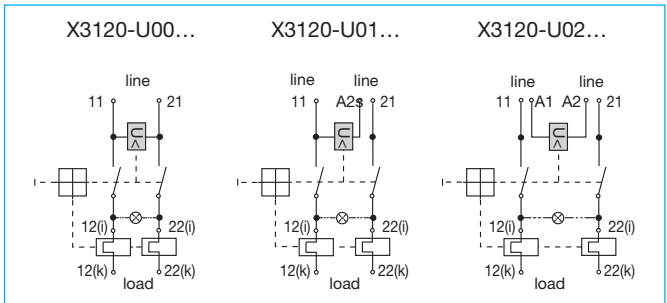 X3120-U00... X3120-U01... X3120-U02...
line line line line line
11 21 11 A2s 21 11 A1 A2 21
U< U< U<
12(i) 22(i) 12(i) 22(i) 12(i) 22(i)
12(k) 22(k) 12(k) 22(k) 12(k) 22(k)
load load load